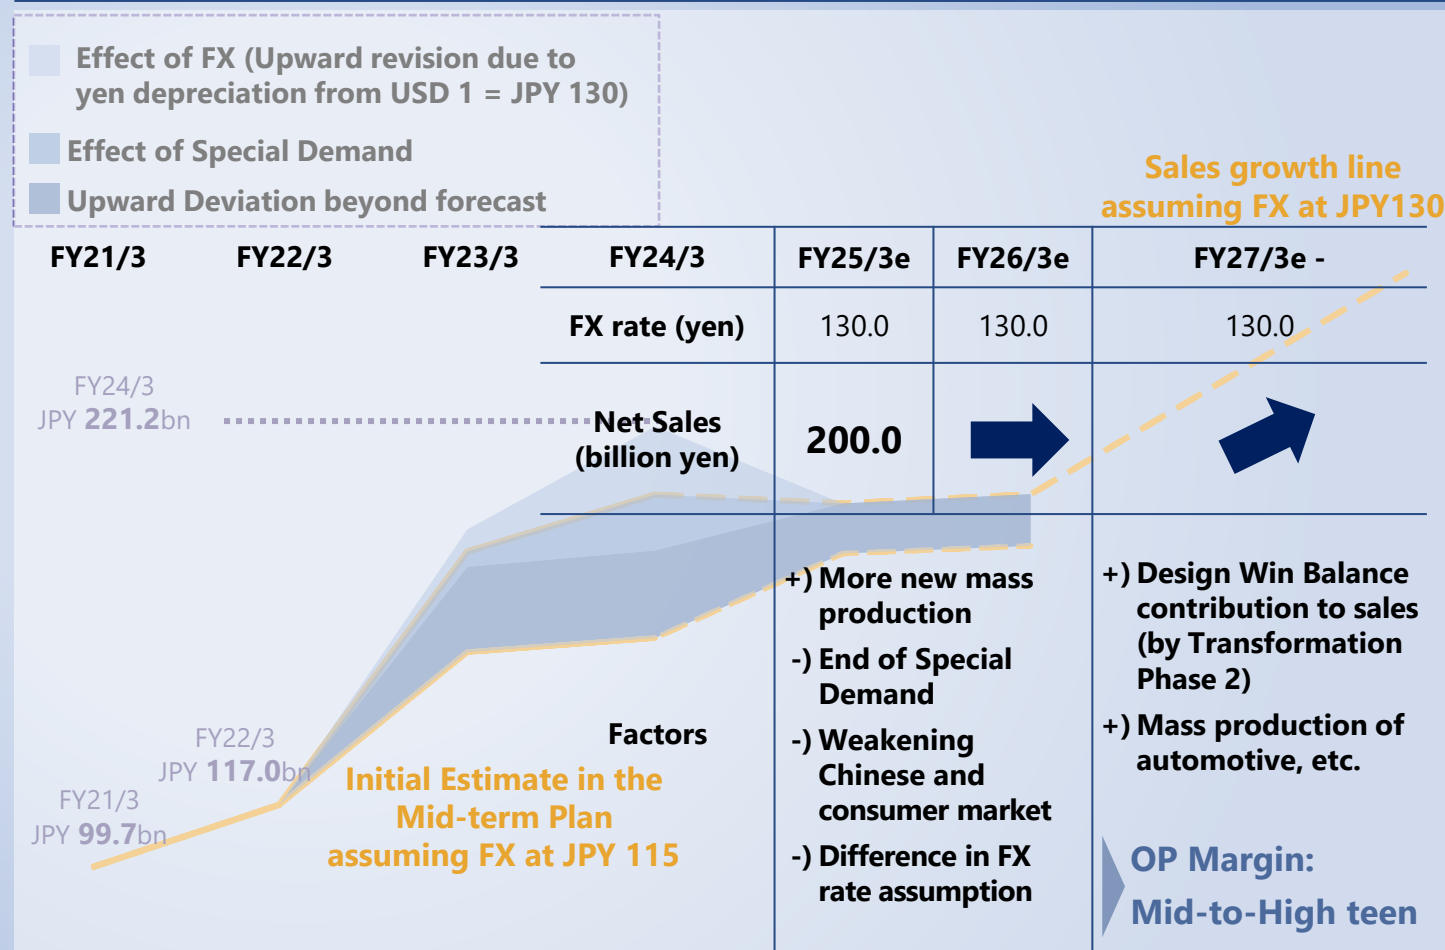 Effect of FX (Upward revision due to
yen depreciation from USD 1 = JPY 130)
Effect of Special Demand
Upward Deviation beyond forecast
Sales growth line
assuming FX at JPY130
FY21/3 FY22/3 FY23/3 FY24/3 FY25/3e FY26/3e FY27/3e -
FX rate (yen) 130.0 130.0 130.0
FY24/3
JPY 221.2bn
Net Sales
(billion yen)
200.0
FY22/3
JPY 117.0bn
FY21/3
JPY 99.7bn
Initial Estimate in the
Mid-term Plan
assuming FX at JPY 115
Factors
+) More new mass
production
-) End of Special
Demand
-) Weakening
Chinese and
consumer market
-) Difference in FX
rate assumption
+) Design Win Balance
contribution to sales
(by Transformation
Phase 2)
+) Mass production of
automotive, etc.
OP Margin:
Mid-to-High teen